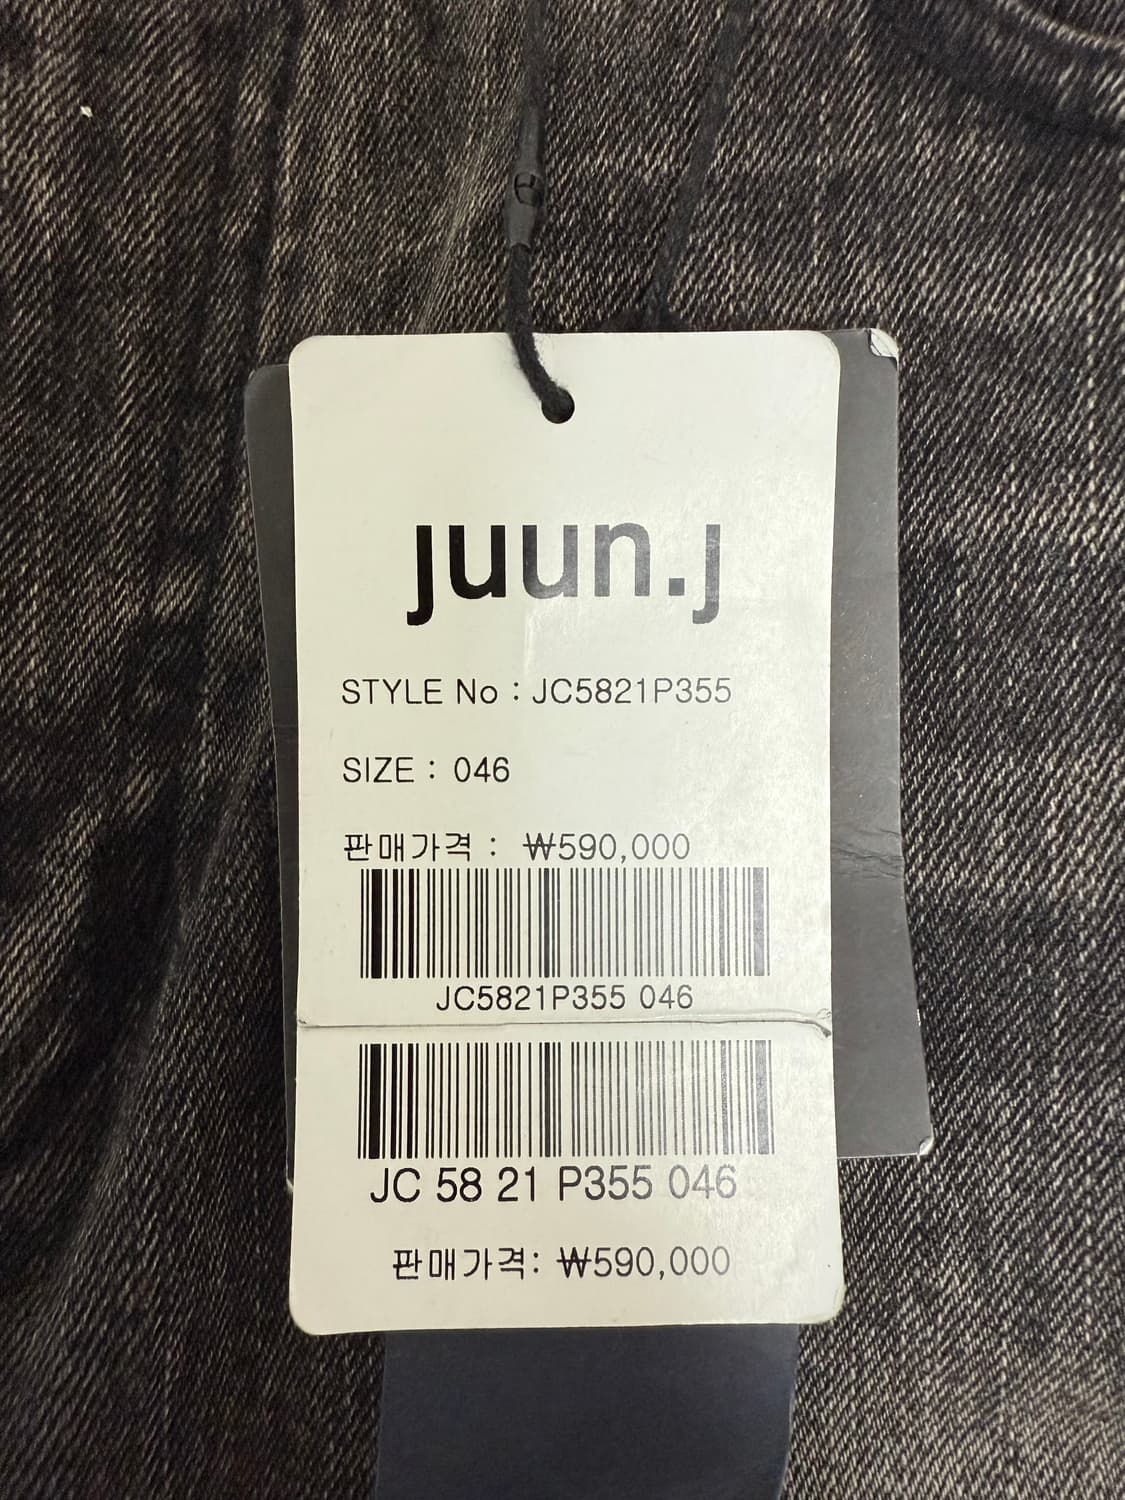 juun.j
STYLE No : JC5821P355
SIZE : 046
판매가격 : ₩590,000
JC5821P355 046
JC 58 21 P355 046
판매가격: ₩590,000